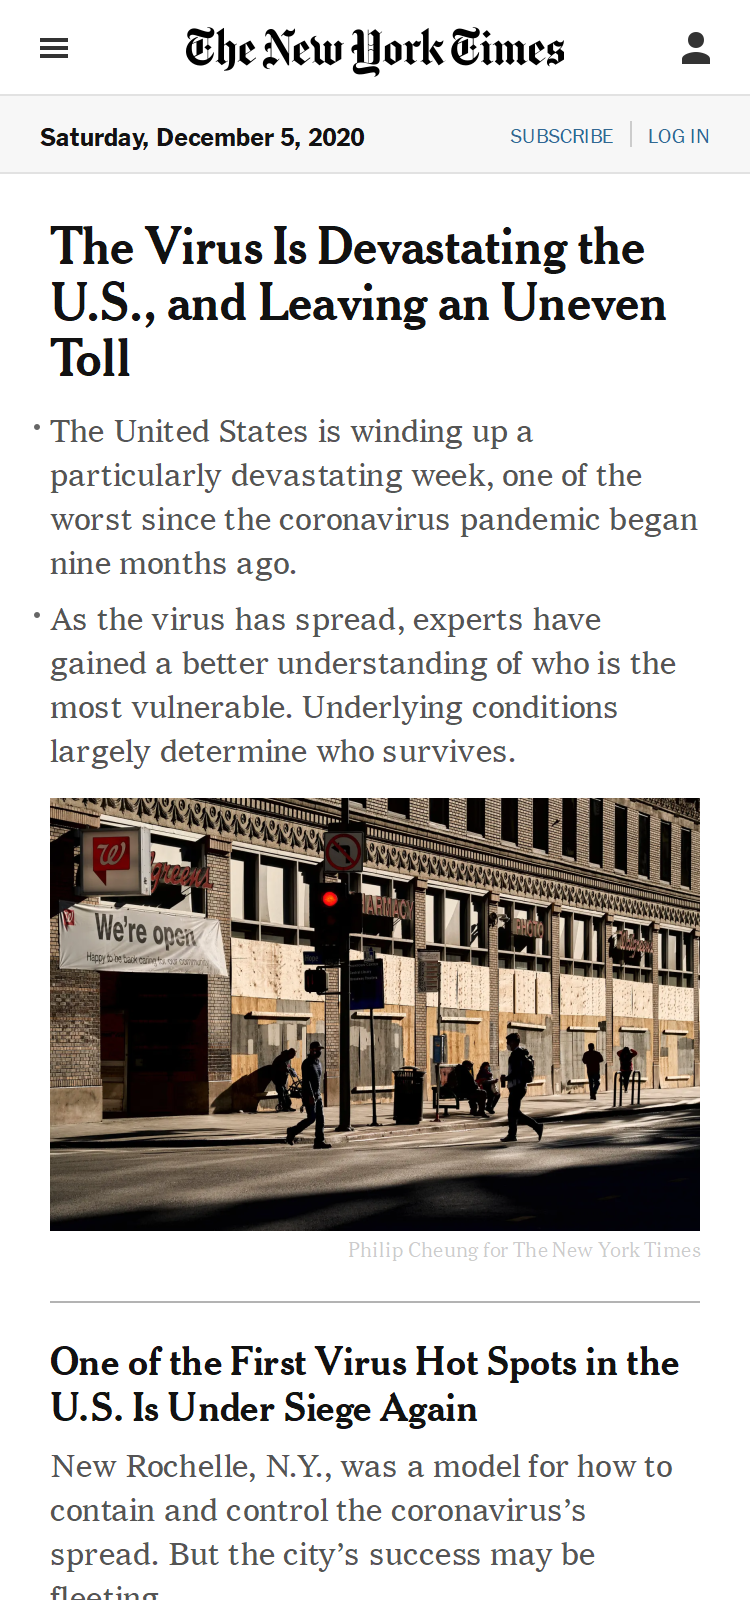 The New York Times
Saturday, December 5, 2020
SUBSCRIBE
LOG IN
The Virus Is Devastating the
U.S., and Leaving an Uneven
Toll
• The United States is winding up a
particularly devastating week, one of the
worst since the coronavirus pandemic began
nine months ago.
• As the virus has spread, experts have
gained a better understanding of who is the
most vulnerable. Underlying conditions
largely determine who survives.
W
We're open
Happy to be back caring for our community
PHARMACY
PHOTO
Walgreens
Philip Cheung for The New York Times
One of the First Virus Hot Spots in the
U.S. Is Under Siege Again
New Rochelle, N.Y., was a model for how to
contain and control the coronavirus’s
spread. But the city’s success may be
fleeting.